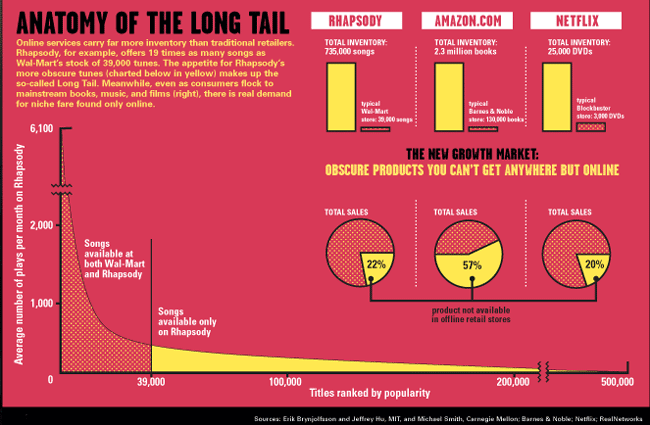 ANATOMY OF THE LONG TAIL
Online services carry far more inventory than traditional retailers.
Rhapsody, for example, offers 19 times as many songs as
Wal-Mart's stock of 39,000 tunes. The appetite for Rhapsody's
more obscure tunes (charted below in yellow) makes up the
so-called Long Tail. Meanwhile, even as consumers flock to
mainstream books, music, and films (right), there is real demand
for niche fare found only online.
RHAPSODY
TOTAL INVENTORY:
735,000 songs
typical
Wal-Mart
store: 39,000 songs
AMAZON.COM
TOTAL INVENTORY:
2.3 million books
typical
Barnes & Noble
store: 130,000 books
NETFLIX
TOTAL INVENTORY:
25,000 DVDs
typical
Blockbuster
store: 3,000 DVDs
THE NEW GROWTH MARKET:
OBSCURE PRODUCTS YOU CAN'T GET ANYWHERE BUT ONLINE
TOTAL SALES
22%
TOTAL SALES
57%
TOTAL SALES
20%
product not available
in offline retail stores
Average number of plays per month on Rhapsody
6,100
2,000
1,000
0
Songs
available at
both Wal-Mart
and Rhapsody
Songs
available only
on Rhapsody
39,000
100,000
200,000
500,000
Titles ranked by popularity
Sources: Erik Brynjolfsson and Jeffrey Hu, MIT, and Michael Smith, Carnegie Mellon; Barnes & Noble; Netflix; RealNetworks